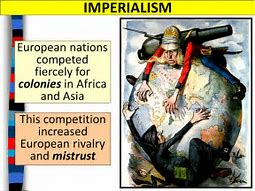 IMPERIALISM
European nations
competed
fiercely for
colonies in Africa
and Asia
This competition
increased
European rivalry
and mistrust